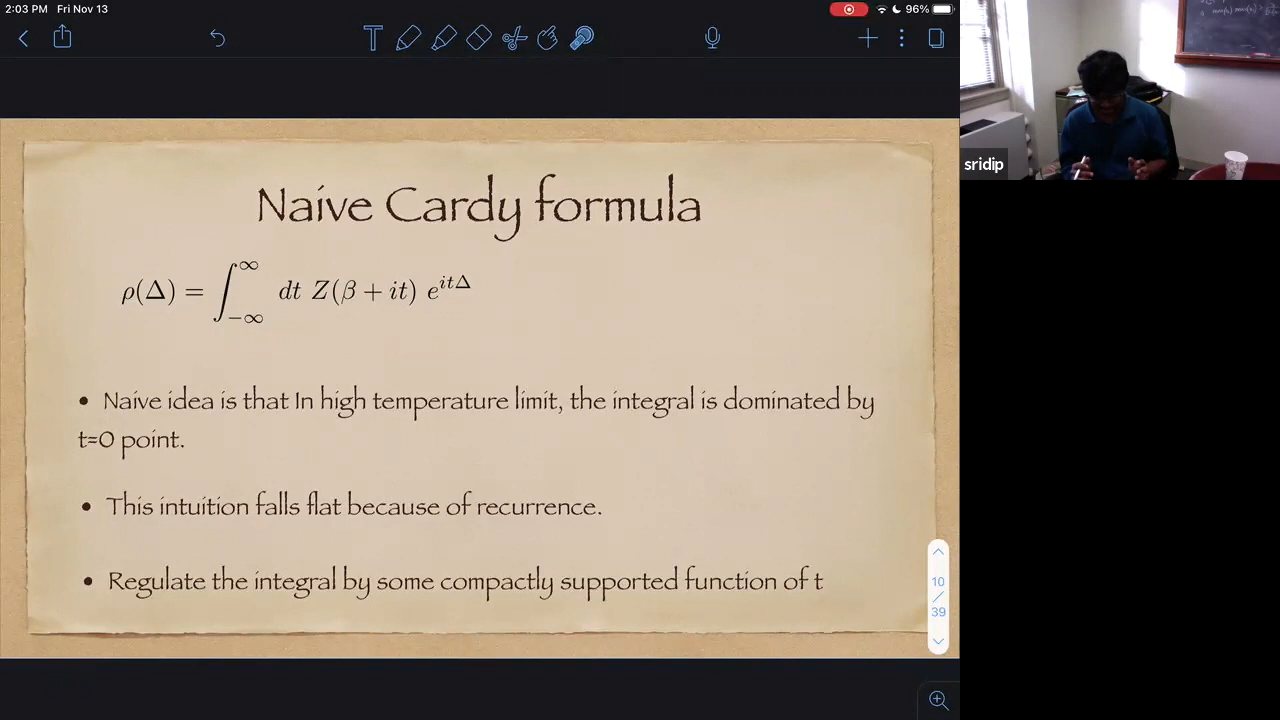 2:03 PM Fri Nov 13
96%
Naive Cardy formula
ρ(Δ) = ∫_{-∞}^{∞} dt Z(β + it) e^{itΔ}
• Naive idea is that In high temperature limit, the integral is dominated by
t=0 point.
• This intuition falls flat because of recurrence.
• Regulate the integral by some compactly supported function of t
10
/
39
sridip